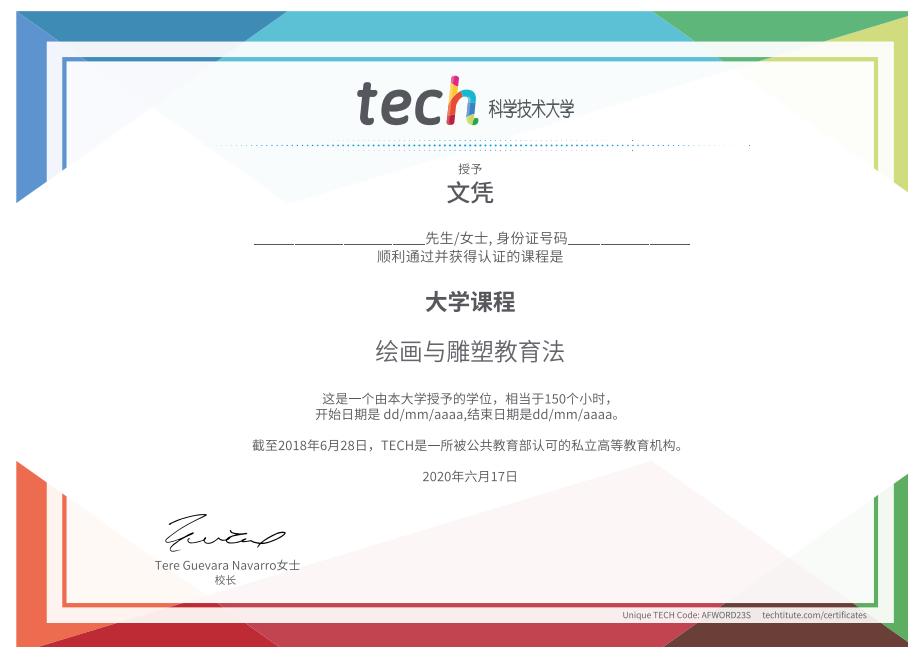 tech 科学技术大学
授予
文凭
____________________先生/女士, 身份证号码______________
顺利通过并获得认证的课程是
大学课程
绘画与雕塑教育法
这是一个由本大学授予的学位，相当于150个小时，
开始日期是 dd/mm/aaaa,结束日期是dd/mm/aaaa。
截至2018年6月28日，TECH是一所被公共教育部认可的私立高等教育机构。
2020年六月17日
Tere Guevara Navarro女士
校长
Unique TECH Code: AFWORD23S techtitute.com/certificates